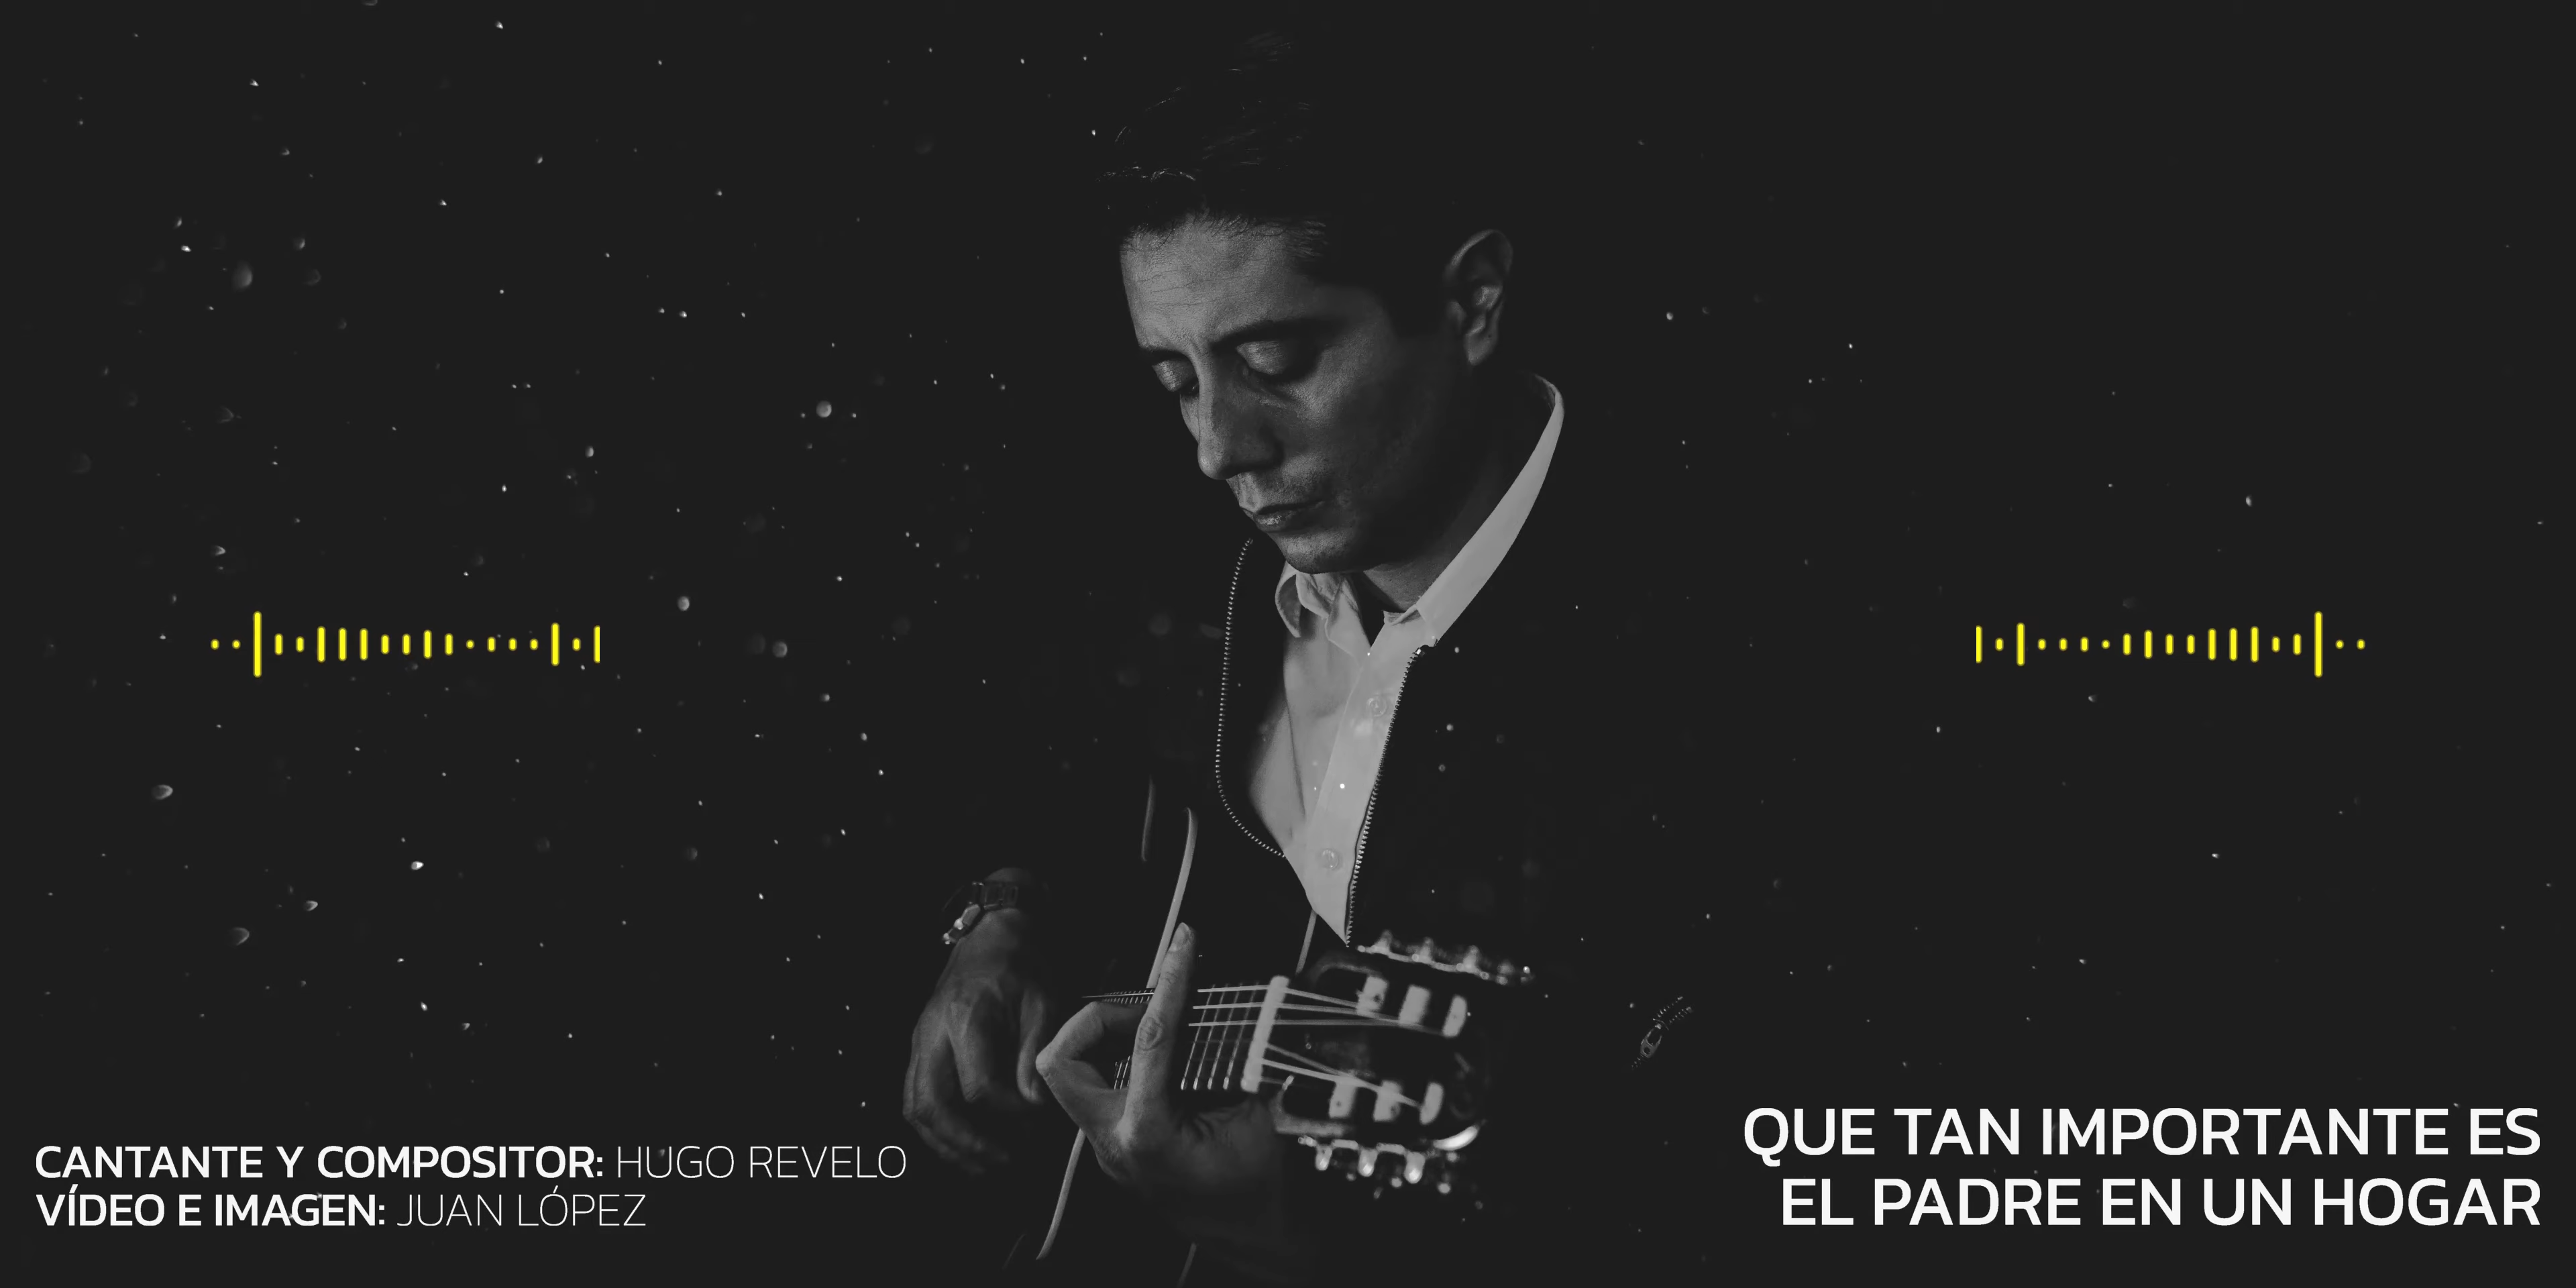 CANTANTE Y COMPOSITOR: HUGO REVELO
VÍDEO E IMAGEN: JUAN LÓPEZ
QUE TAN IMPORTANTE ES
EL PADRE EN UN HOGAR